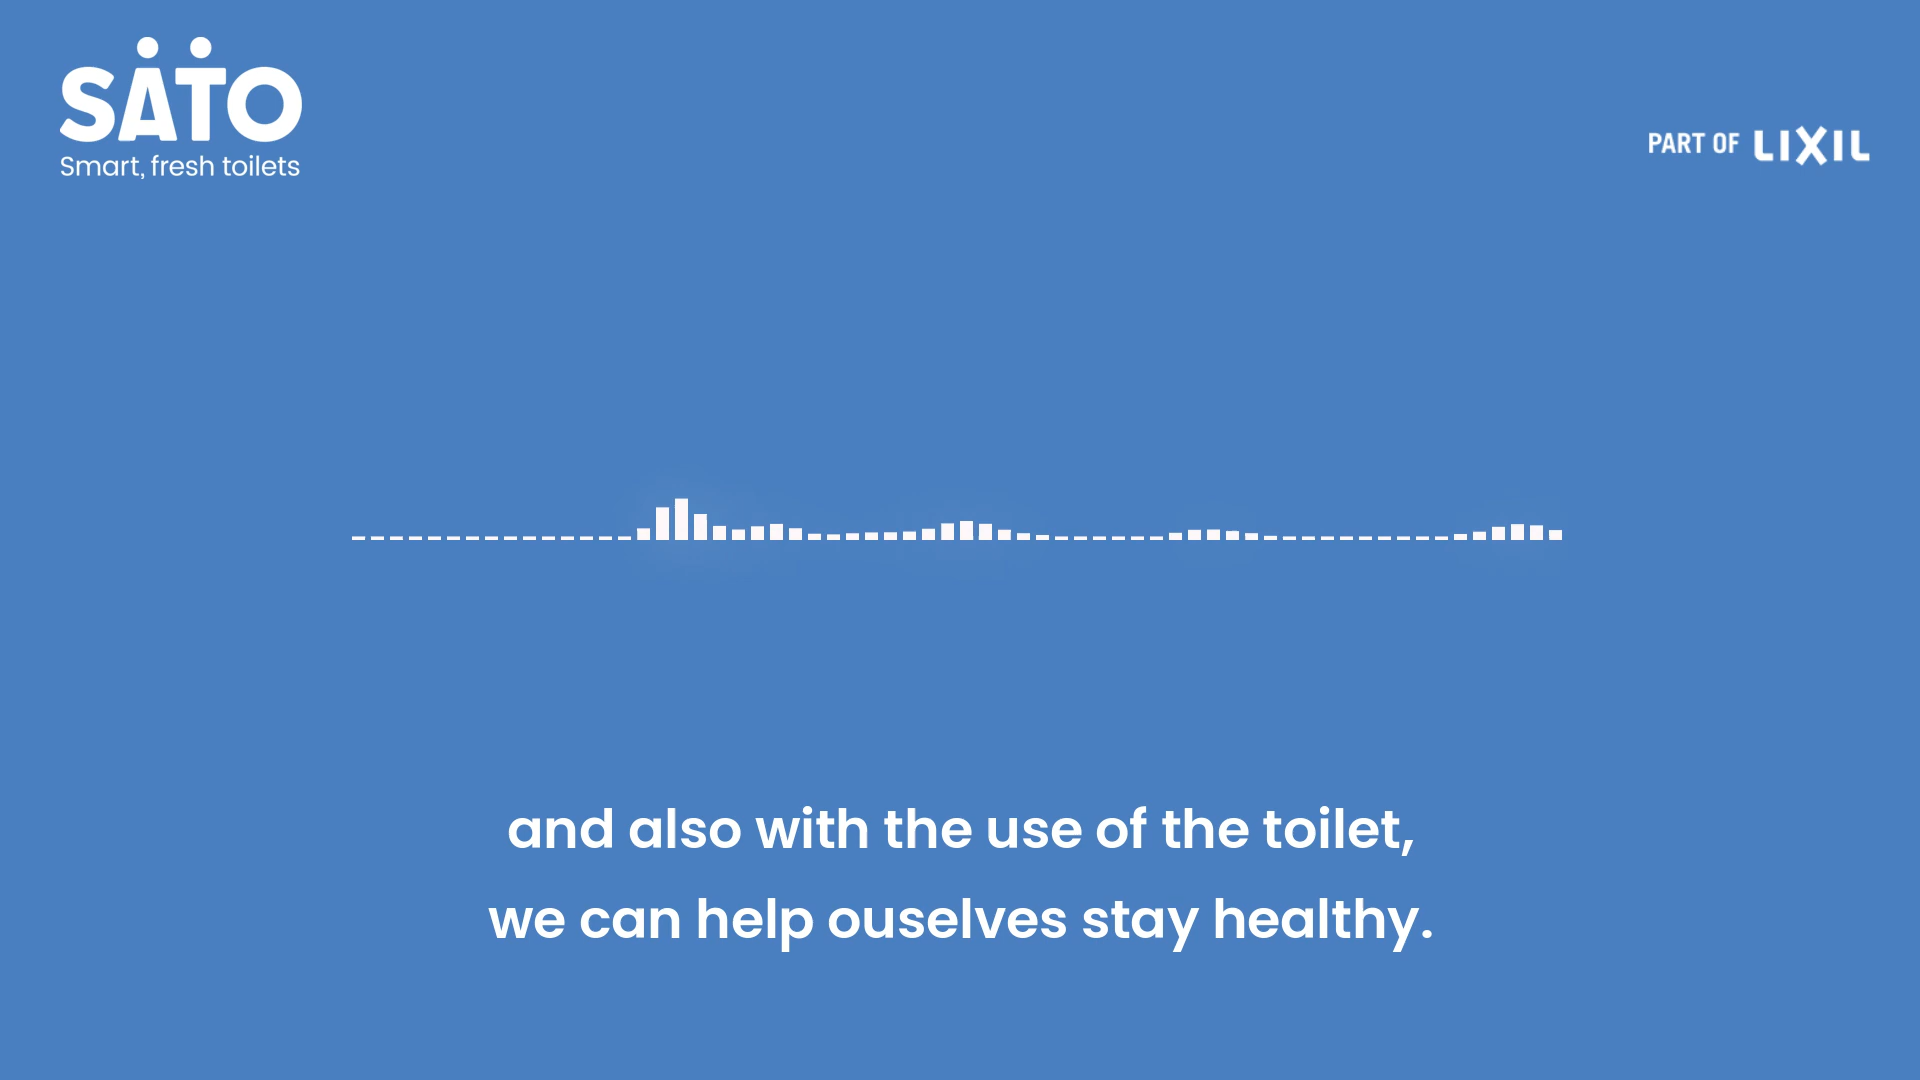 SATO
Smart, fresh toilets
PART OF LIXIL
and also with the use of the toilet,
we can help ouselves stay healthy.